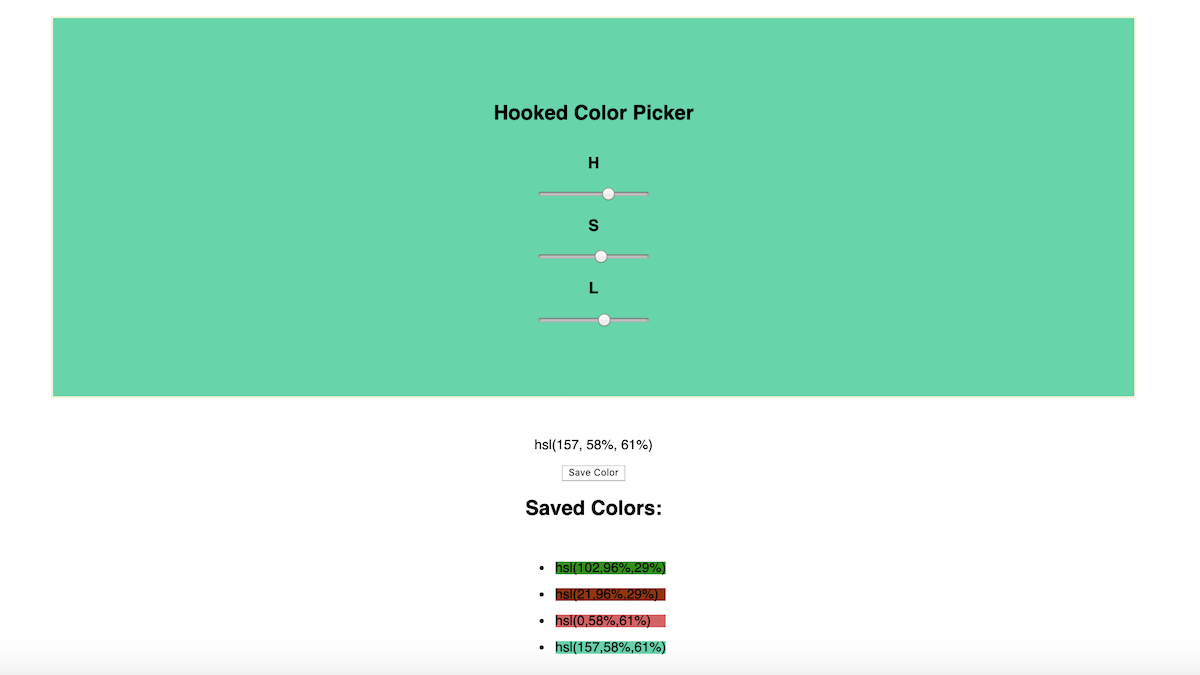 Hooked Color Picker
H
S
L
hsl(157, 58%, 61%)
Save Color
Saved Colors:
hsl(102,96%,29%)
hsl(21,96%,29%)
hsl(0,58%,61%)
hsl(157,58%,61%)